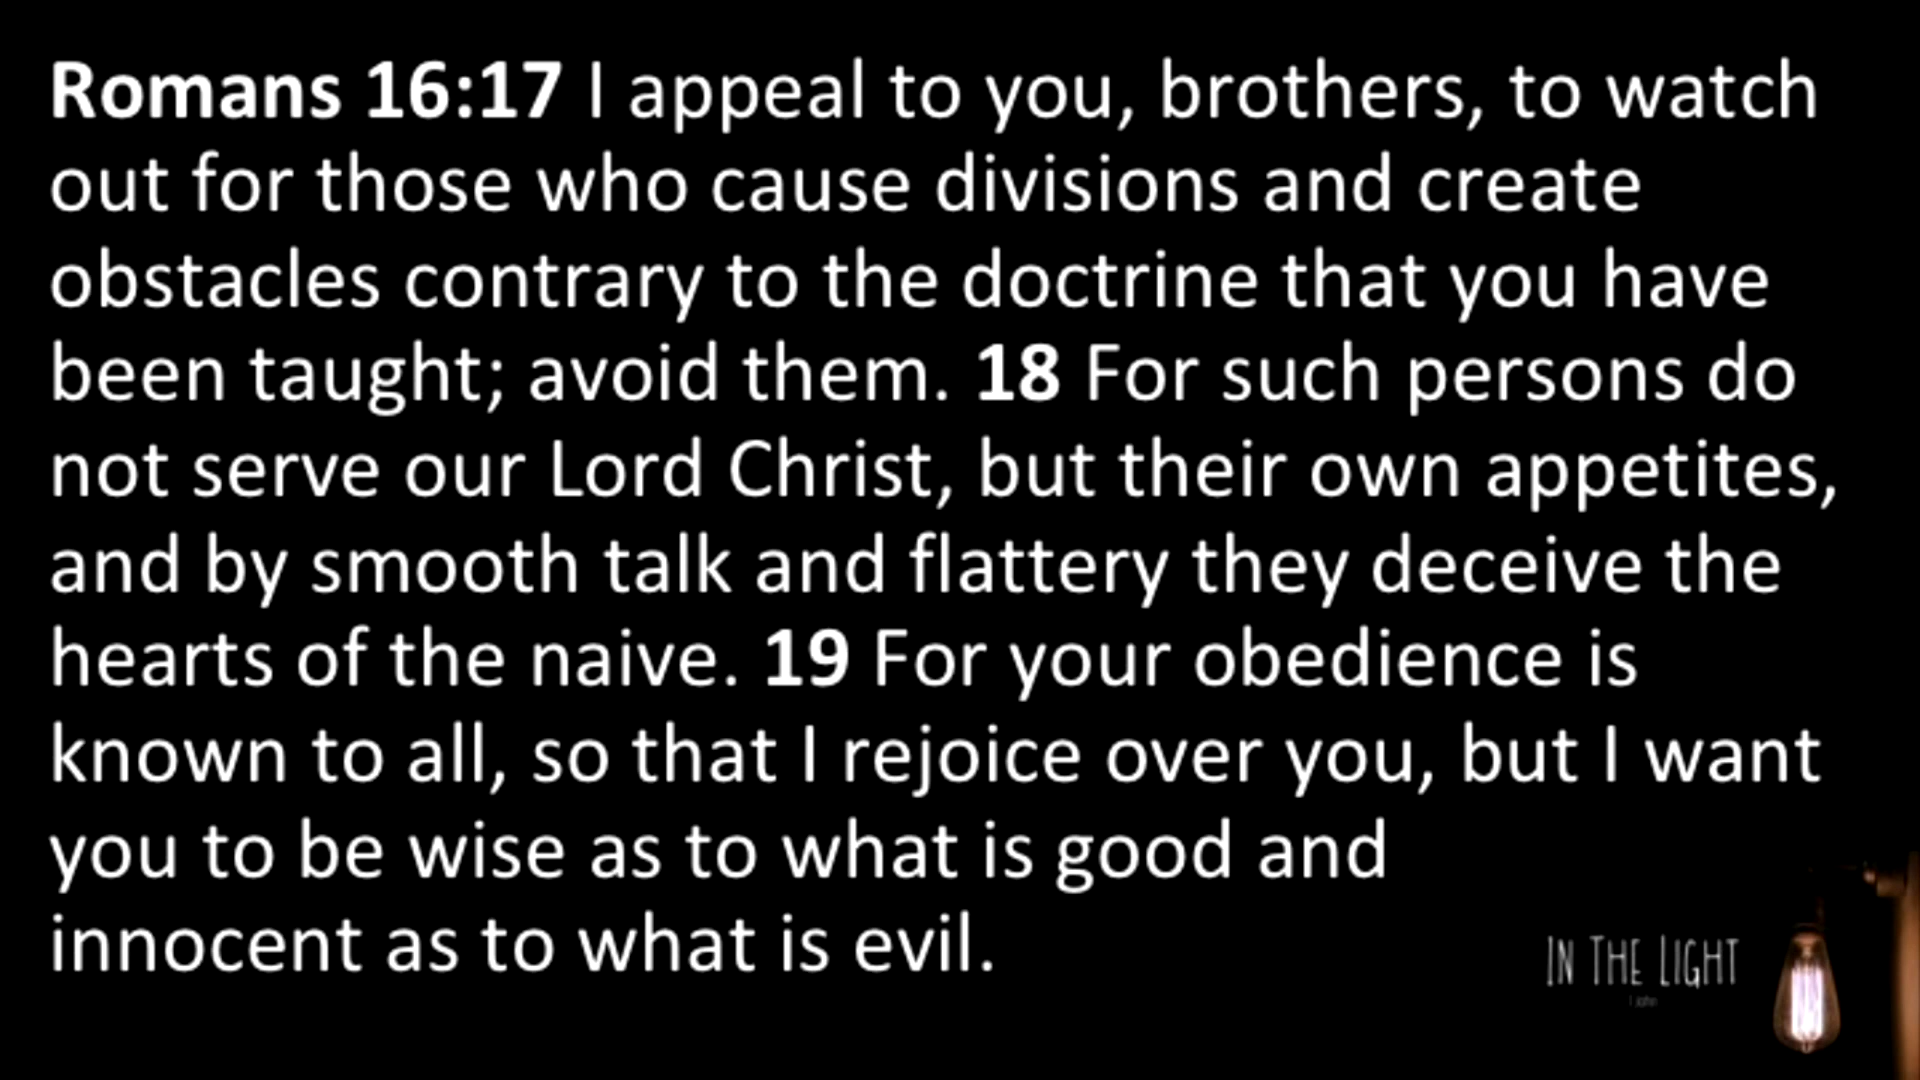 Romans 16:17 I appeal to you, brothers, to watch
out for those who cause divisions and create
obstacles contrary to the doctrine that you have
been taught; avoid them. 18 For such persons do
not serve our Lord Christ, but their own appetites,
and by smooth talk and flattery they deceive the
hearts of the naive. 19 For your obedience is
known to all, so that I rejoice over you, but I want
you to be wise as to what is good and
innocent as to what is evil.
IN THE LIGHT
1 John